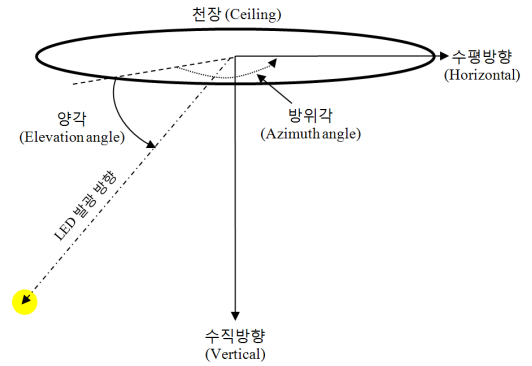 천장 (Ceiling)
수평방향
(Horizontal)
양각
(Elevation angle)
방위각
(Azimuth angle)
LED 발광 방향
수직방향
(Vertical)